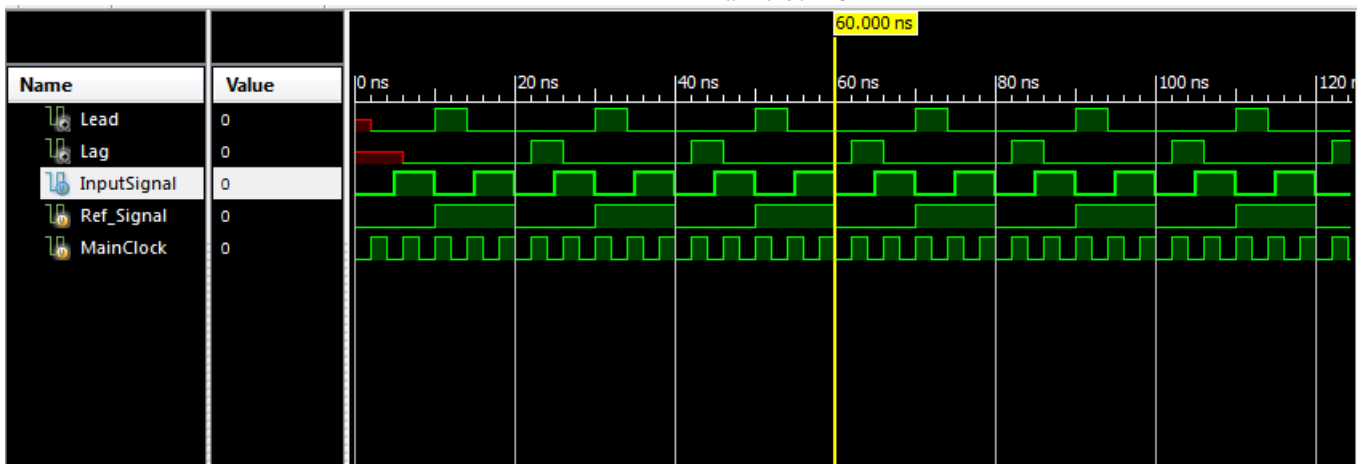 60.000 ns
Name Value 0 ns 20 ns 40 ns 60 ns 80 ns 100 ns 120 n
Lead 0
Lag 0
InputSignal 0
Ref_Signal 0
MainClock 0